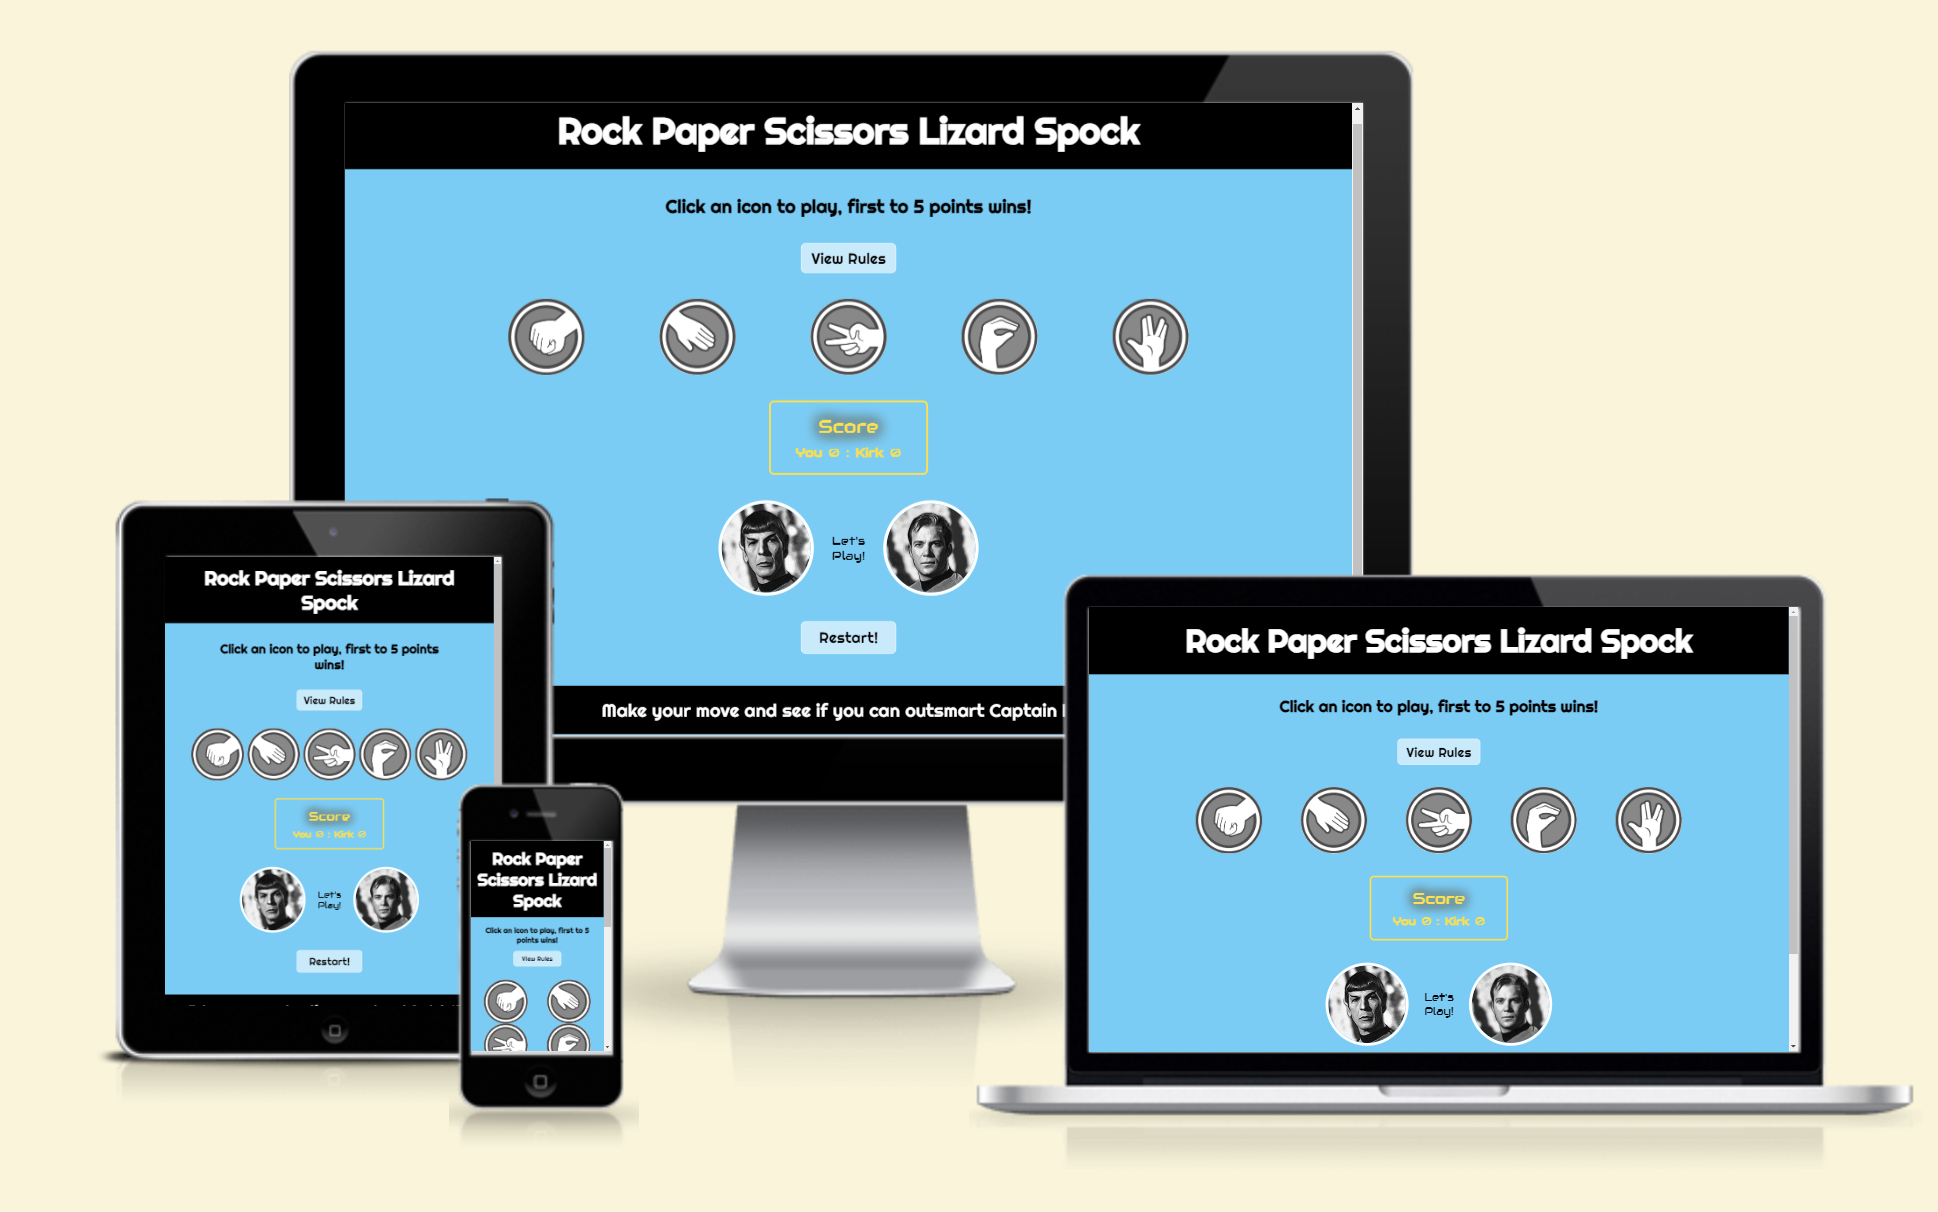 Rock Paper Scissors Lizard Spock
Click an icon to play, first to 5 points wins!
View Rules
Score
You 0 : Kirk 0
Let's
Play!
Restart!
Make your move and see if you can outsmart Captain
Rock Paper Scissors Lizard
Spock
Click an icon to play, first to 5 points
wins!
View Rules
Score
You 0 : Kirk 0
Let's
Play!
Restart!
Rock Paper
Scissors Lizard
Spock
Click an icon to play, first to 5
points wins!
View Rules
Rock Paper Scissors Lizard Spock
Click an icon to play, first to 5 points wins!
View Rules
Score
You 0 : Kirk 0
Let's
Play!